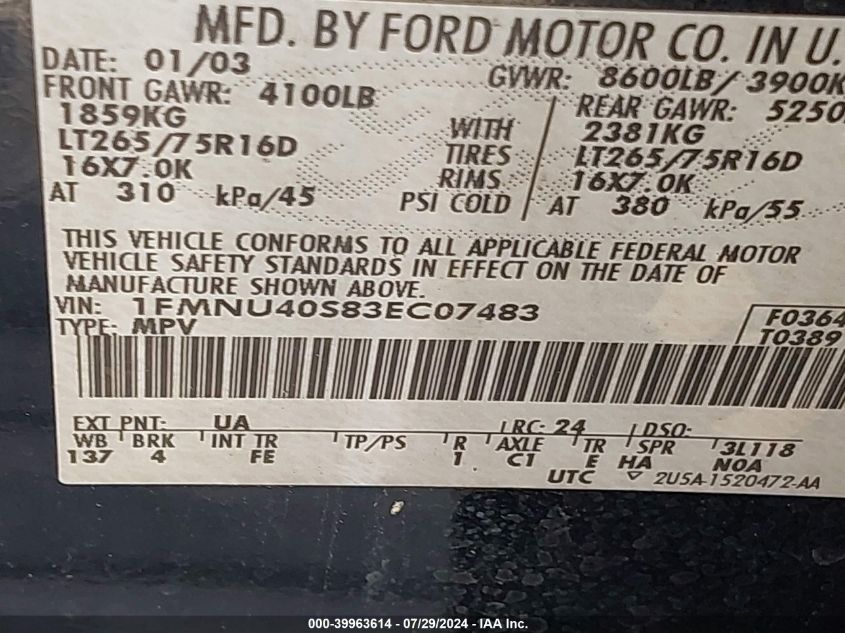 MFD. BY FORD MOTOR CO. IN U.
DATE: 01/03 GVWR: 8600LB/ 3900K
FRONT GAWR: 4100LB REAR GAWR: 5250
1859KG WITH 2381KG
LT265/75R16D TIRES LT265/75R16D
16X7.0K RIMS 16X7.0K
AT 310 kPa/45 PSI COLD AT 380 kPa/55
THIS VEHICLE CONFORMS TO ALL APPLICABLE FEDERAL MOTOR
VEHICLE SAFETY STANDARDS IN EFFECT ON THE DATE OF
MANUFACTURE SHOWN ABOVE.
VIN: 1FMNU40S83EC07483 F0364
TYPE: MPV T0389
EXT PNT: UA RC: 24 DSO:
WB BRK INT TR TP/PS R AXLE TR SPR 3L118
137 4 FE 1 C1 E HA NOA
UTC ▽ 2U5A-1520472-AA
000-39963614 / 07/29/2024 - IAA Inc.